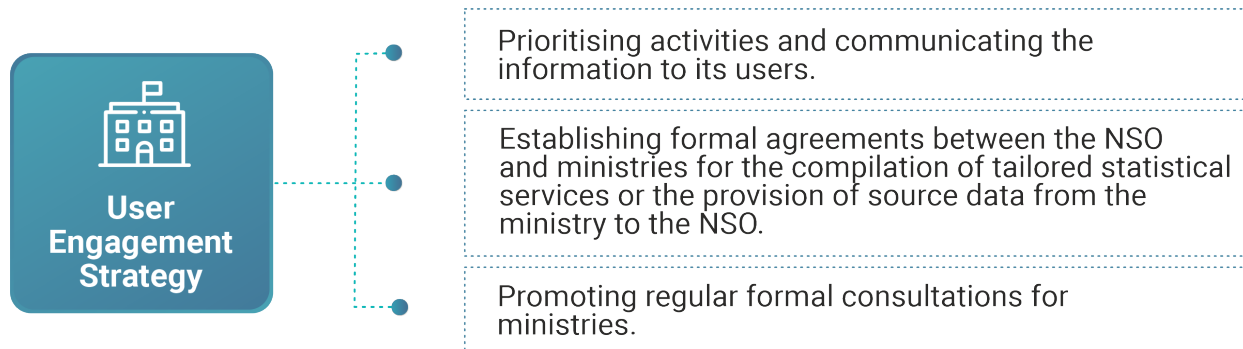 User
Engagement
Strategy
Prioritising activities and communicating the
information to its users.
Establishing formal agreements between the NSO
and ministries for the compilation of tailored statistical
services or the provision of source data from the
ministry to the NSO.
Promoting regular formal consultations for
ministries.